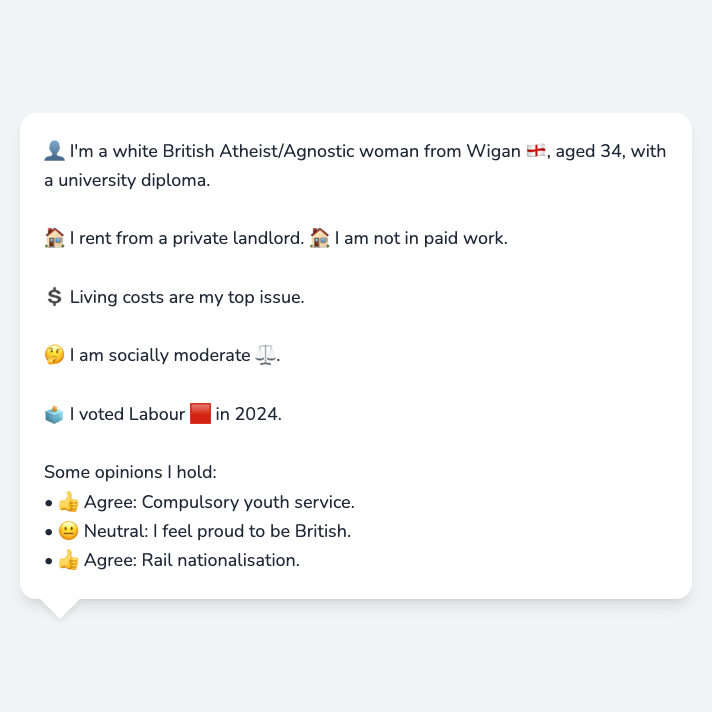 👤 I'm a white British Atheist/Agnostic woman from Wigan 🏴󠁧󠁢󠁥󠁮󠁧󠁿, aged 34, with
a university diploma.
🏠 I rent from a private landlord. 🏠 I am not in paid work.
💲 Living costs are my top issue.
🤔 I am socially moderate ⚖️.
🗳️ I voted Labour 🟥 in 2024.
Some opinions I hold:
• 👍 Agree: Compulsory youth service.
• 😐 Neutral: I feel proud to be British.
• 👍 Agree: Rail nationalisation.